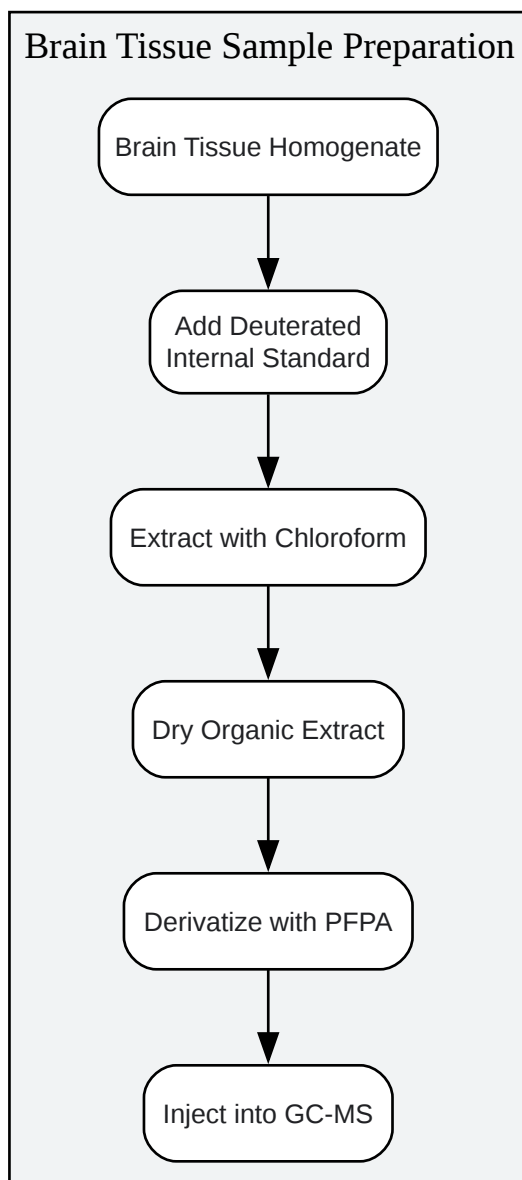 Brain Tissue Sample Preparation
Brain Tissue Homogenate
Add Deuterated
Internal Standard
Extract with Chloroform
Dry Organic Extract
Derivatize with PFPA
Inject into GC-MS